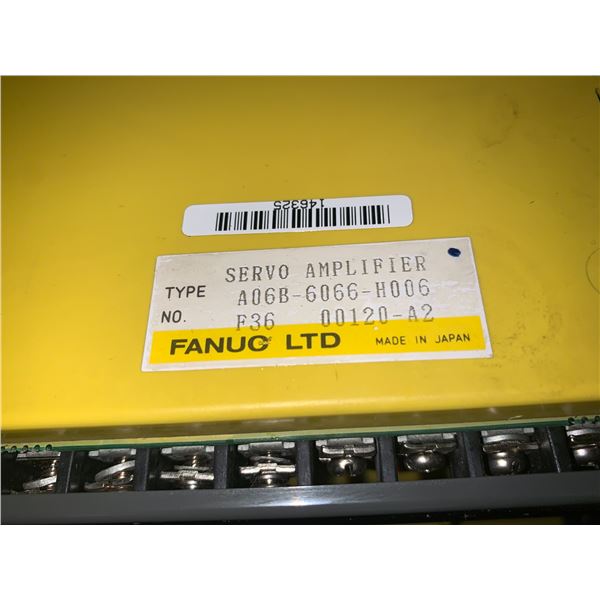 146325
SERVO AMPLIFIER
TYPE A06B-6066-H006
NO. F36 00120-A2
FANUC LTD MADE IN JAPAN